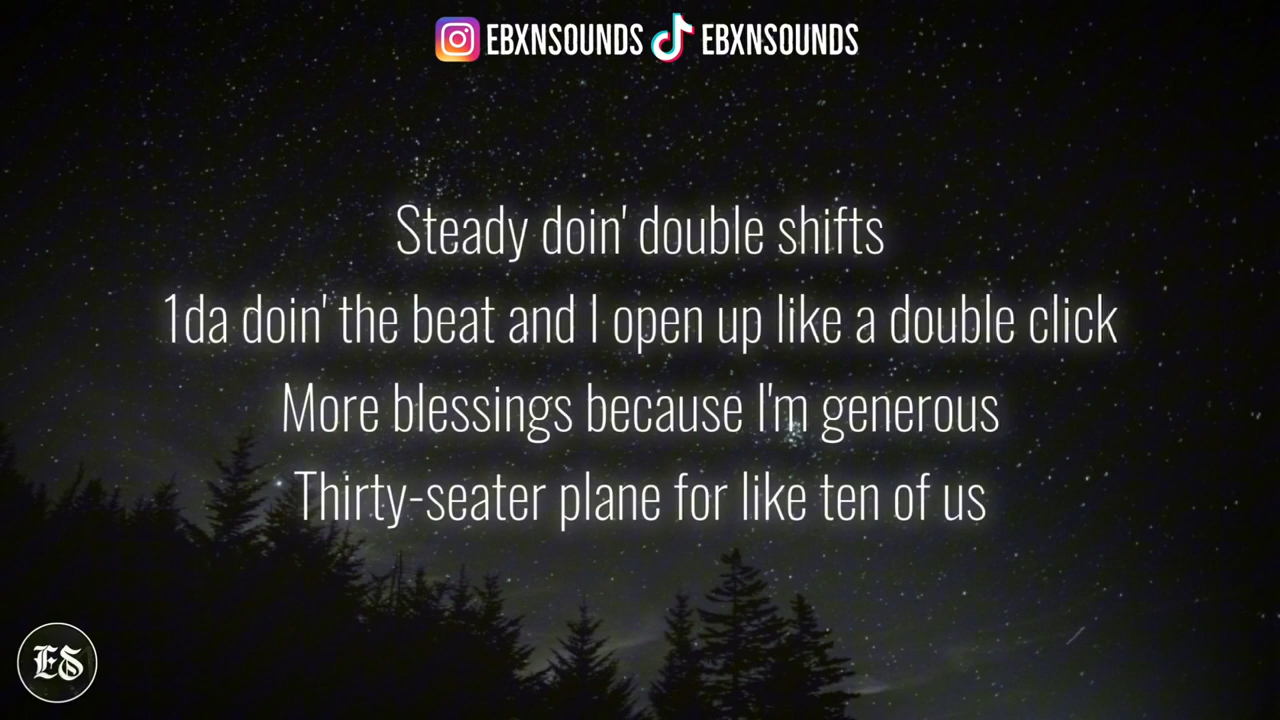 EBXNSOUNDS EBXNSOUNDS
Steady doin' double shifts
1da doin' the beat and I open up like a double click
More blessings because I'm generous
Thirty-seater plane for like ten of us
ES